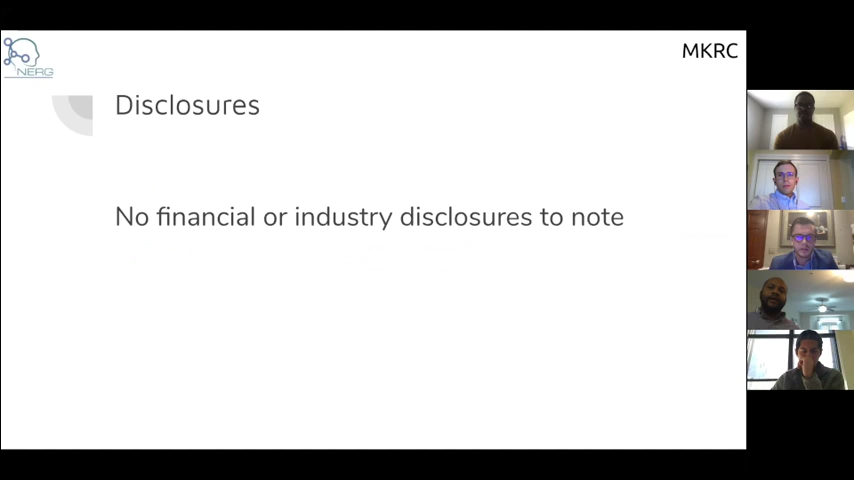 NERG
MKRC
Disclosures
No financial or industry disclosures to note